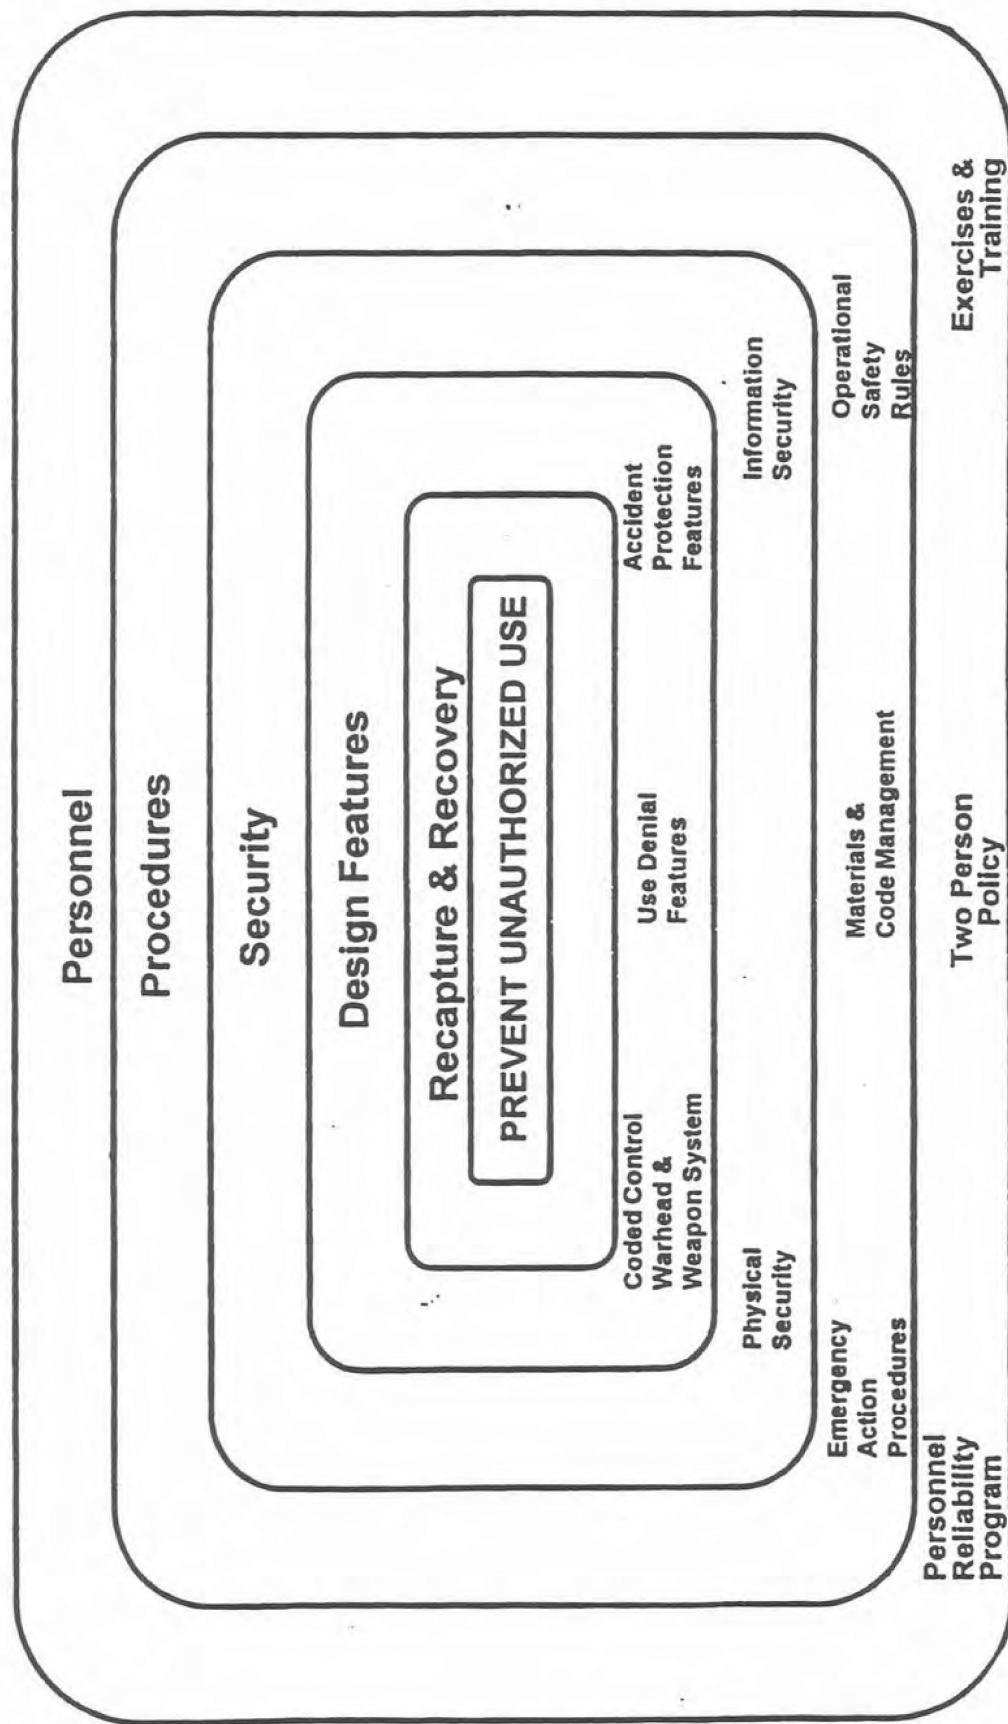 Personnel
Procedures
Security
Design Features
Recapture & Recovery
PREVENT UNAUTHORIZED USE
Coded Control
Warhead &
Weapon System
Use Denial
Features
Accident
Protection
Features
Physical
Security
Information
Security
Emergency
Action
Procedures
Materials &
Code Management
Operational
Safety
Rules
Personnel
Reliability
Program
Two Person
Policy
Exercises &
Training